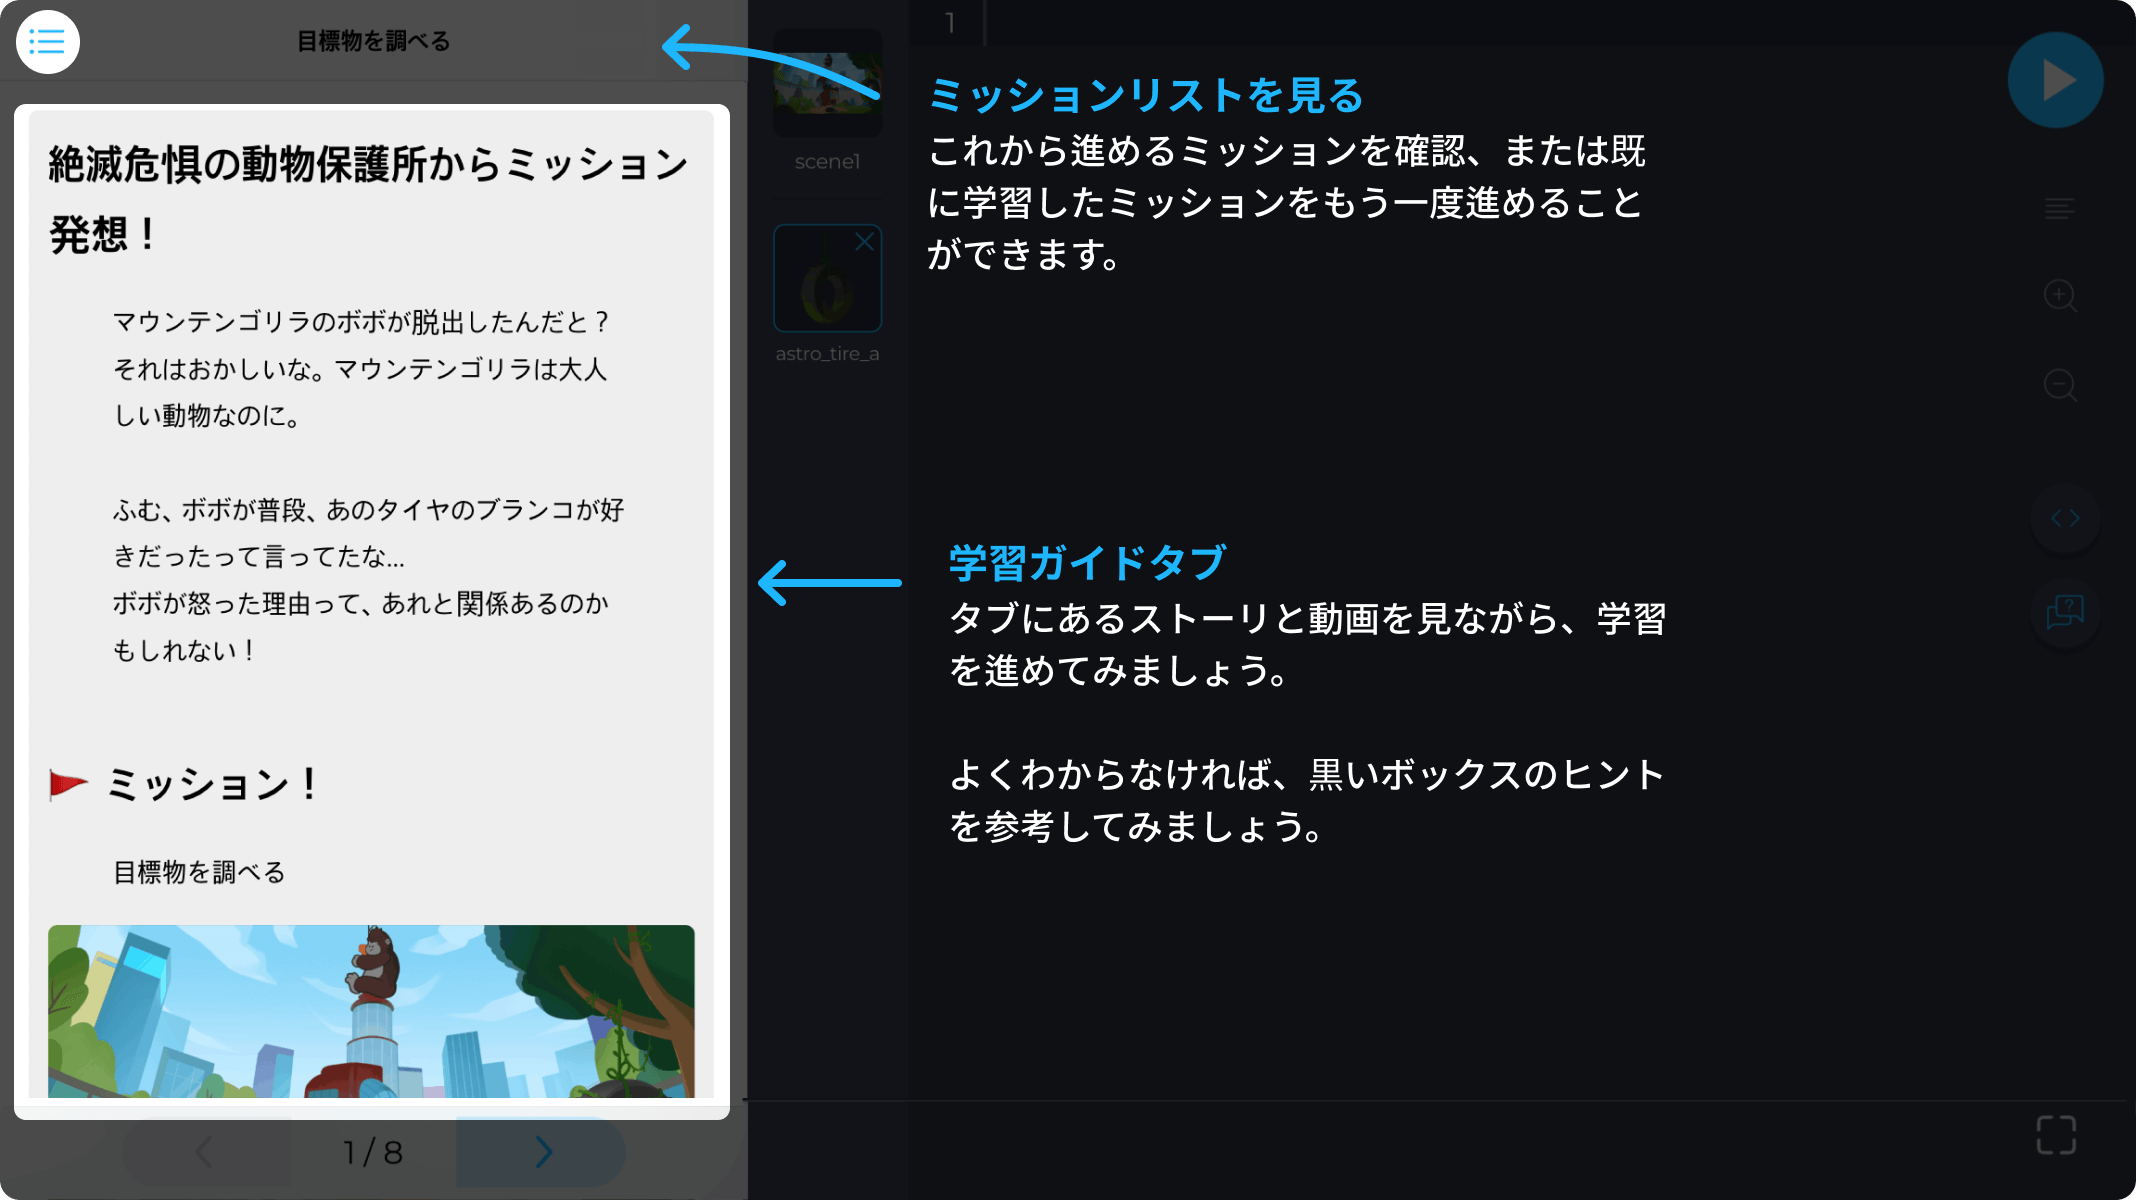 目標物を調べる
絶滅危惧の動物保護所からミッション
発想！
マウンテンゴリラのボボが脱出したんだと？
それはおかしいな。マウンテンゴリラは大人
しい動物なのに。
ふむ、ボボが普段、あのタイヤのブランコが好
きだったって言ってたな...
ボボが怒った理由って、あれと関係あるのか
もしれない！
ミッション！
目標物を調べる
1 / 8
scene1
astro_tire_a
1
ミッションリストを見る
これから進めるミッションを確認、または既
に学習したミッションをもう一度進めること
ができます。
学習ガイドタブ
タブにあるストーリと動画を見ながら、学習
を進めてみましょう。
よくわからなければ、黒いボックスのヒント
を参考してみましょう。